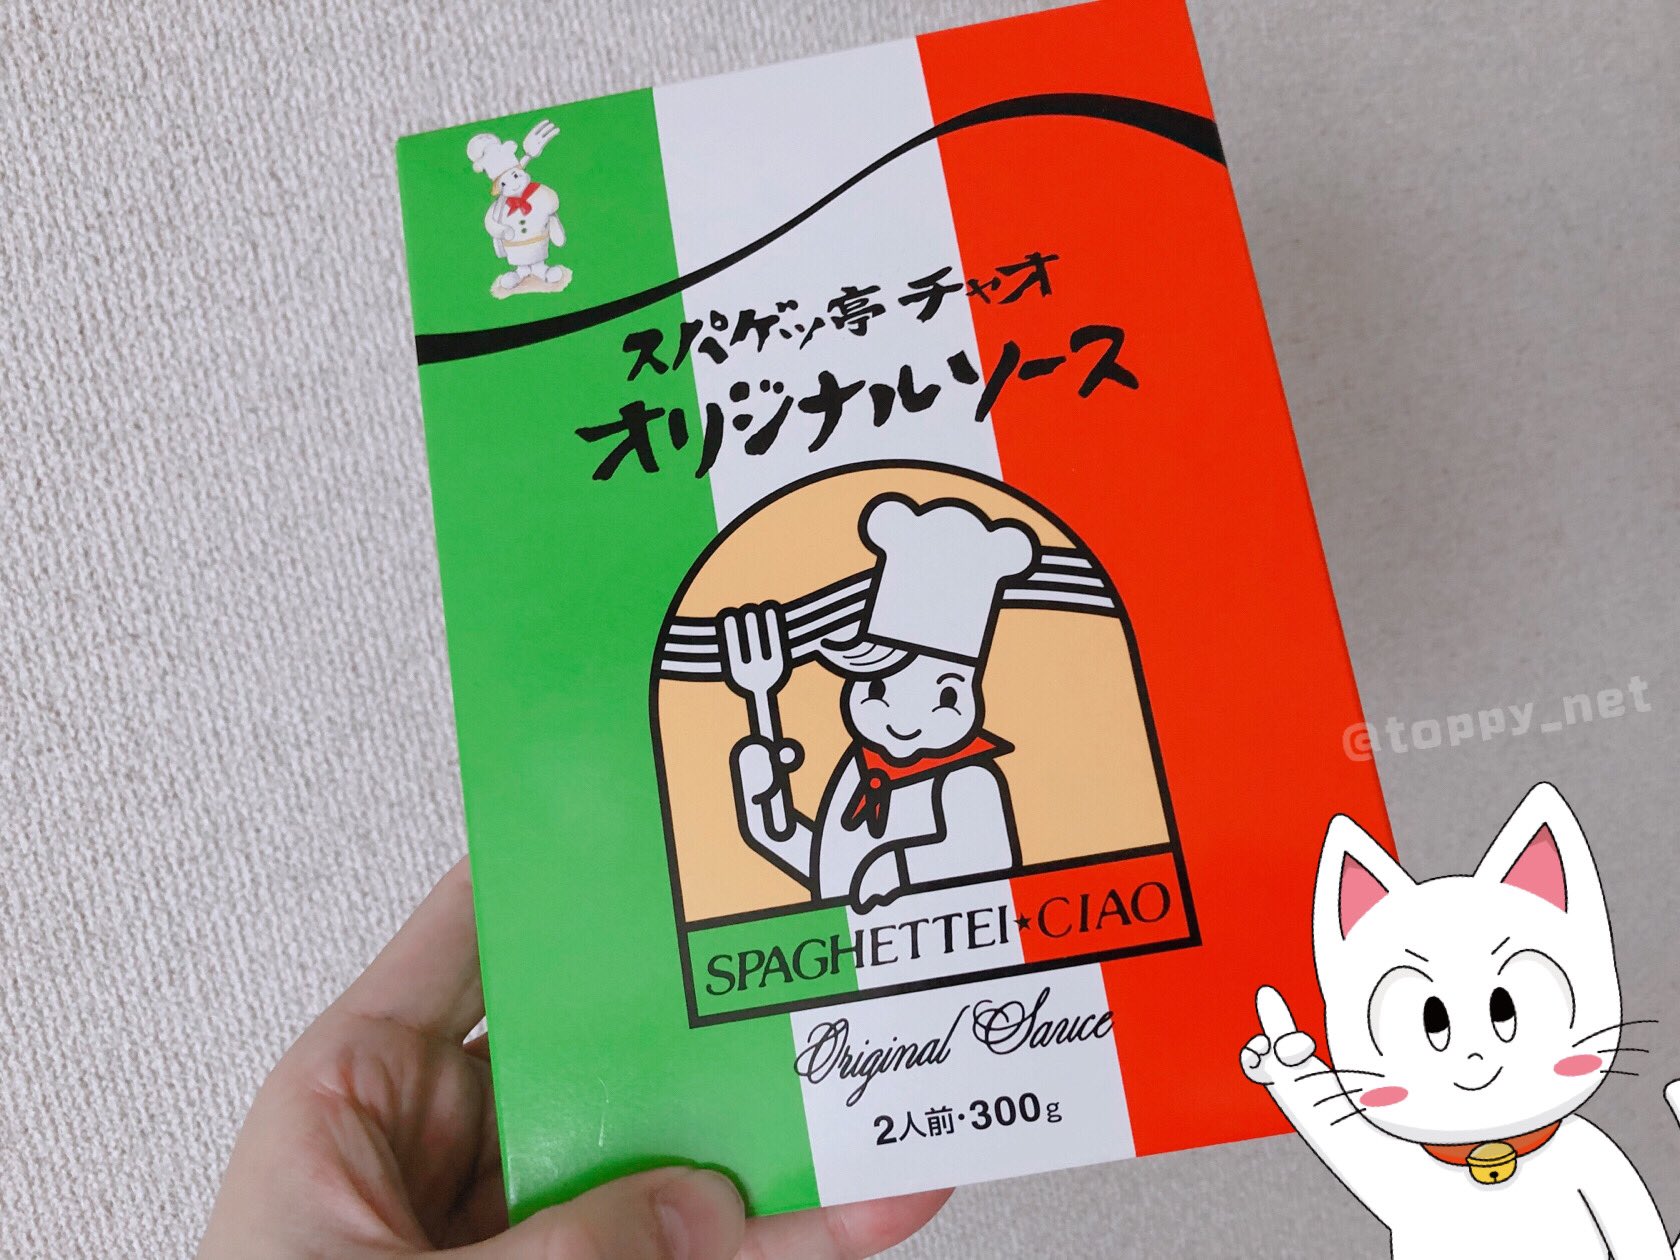 スパゲッ亭チャオ
オリジナルソース
SPAGHETTEI★CIAO
Original Sauce
2人前・300g
@toppy_net